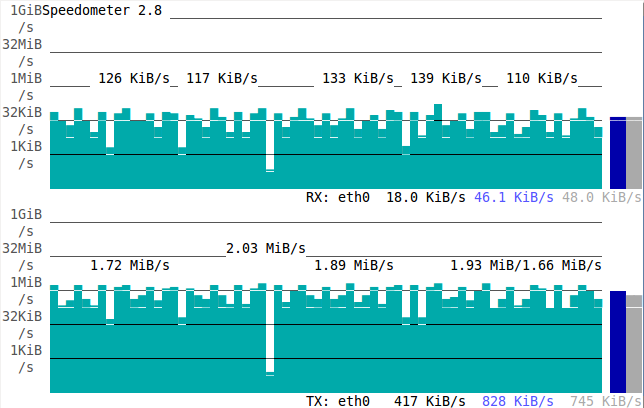 1GiB Speedometer 2.8
/s
32MiB
/s
1MiB 126 KiB/s 117 KiB/s 133 KiB/s 139 KiB/s 110 KiB/s
/s
32KiB
/s
1KiB
/s
RX: eth0 18.0 KiB/s 46.1 KiB/s 48.0 KiB/s
1GiB
/s
32MiB 2.03 MiB/s
/s 1.72 MiB/s 1.89 MiB/s 1.93 MiB/1.66 MiB/s
1MiB
/s
32KiB
/s
1KiB
/s
TX: eth0 417 KiB/s 828 KiB/s 745 KiB/s